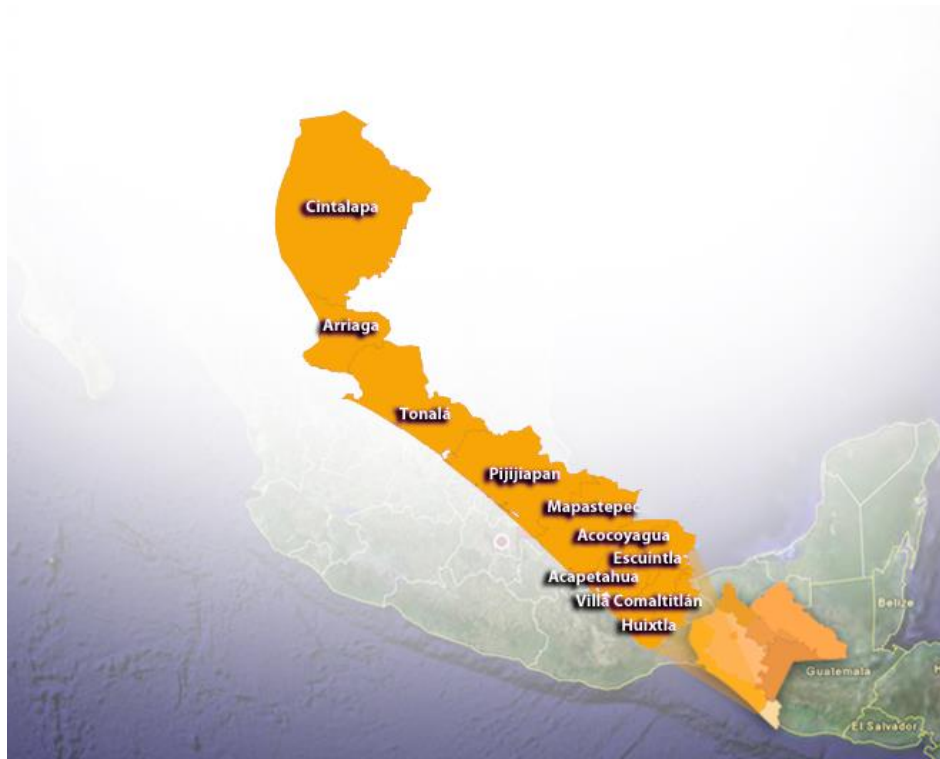 Cintalapa
Arriaga
Tonalá
Pijijiapan
Mapastepec
Acocoyagua
Escuintla
Acapetahua
Villa Comaltitlán
Huixtla
Belize
Guatemala
El Salvador